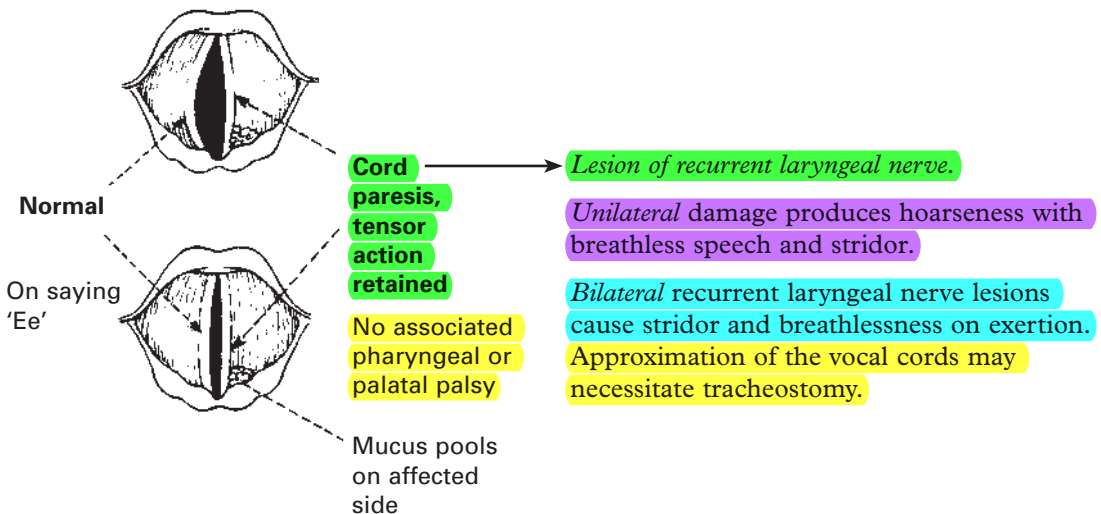 Normal
On saying
'Ee'
Cord
paresis,
tensor
action
retained
No associated
pharyngeal or
palatal palsy
Mucus pools
on affected
side
Lesion of recurrent laryngeal nerve.
Unilateral damage produces hoarseness with
breathless speech and stridor.
Bilateral recurrent laryngeal nerve lesions
cause stridor and breathlessness on exertion.
Approximation of the vocal cords may
necessitate tracheostomy.